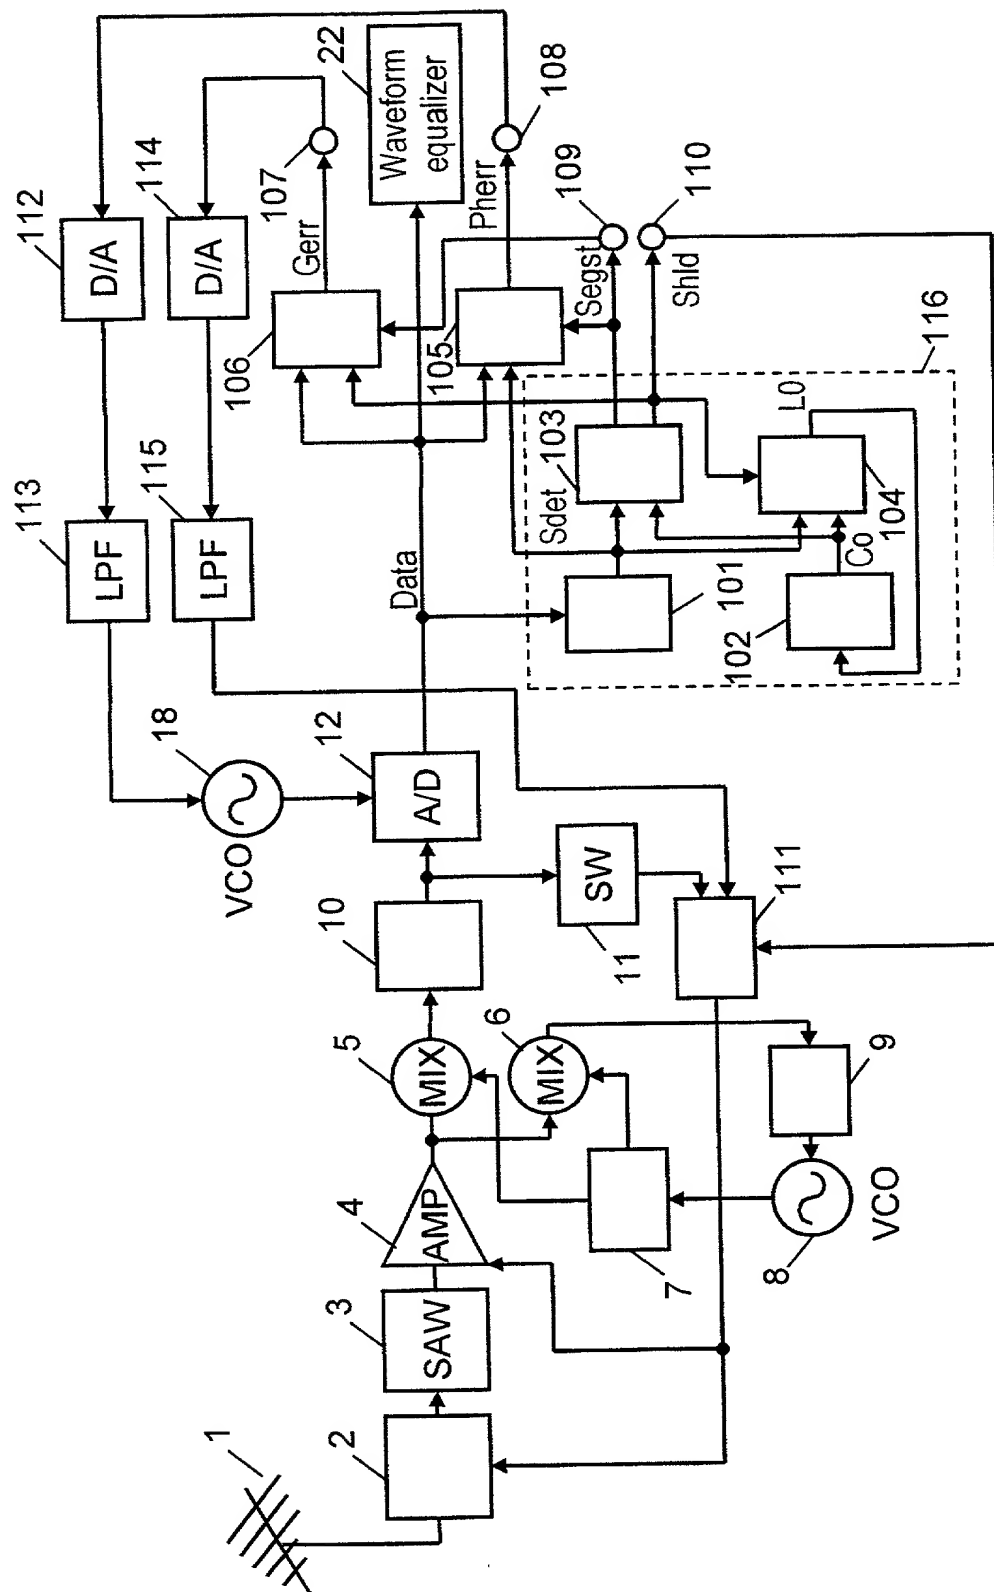 1
2
3
SAW
4
AMP
5
MIX
6
MIX
7
8
VCO
9
10
11
SW
111
12
A/D
18
VCO
Data
113
LPF
115
LPF
112
D/A
114
D/A
106
Gerr
107
22
Waveform
equalizer
105
Pherr
108
Segst
109
Shld
110
Sdet
103
101
102
Co
104
L0
116